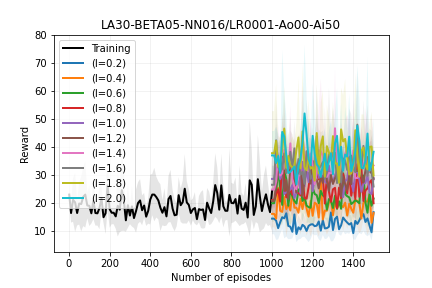 LA30-BETA05-NN016/LR0001-Ao00-Ai50
80
70
60
50
40
30
20
10
Reward
Training
(l=0.2)
(l=0.4)
(l=0.6)
(l=0.8)
(l=1.0)
(l=1.2)
(l=1.4)
(l=1.6)
(l=1.8)
(l=2.0)
0 200 400 600 800 1000 1200 1400
Number of episodes